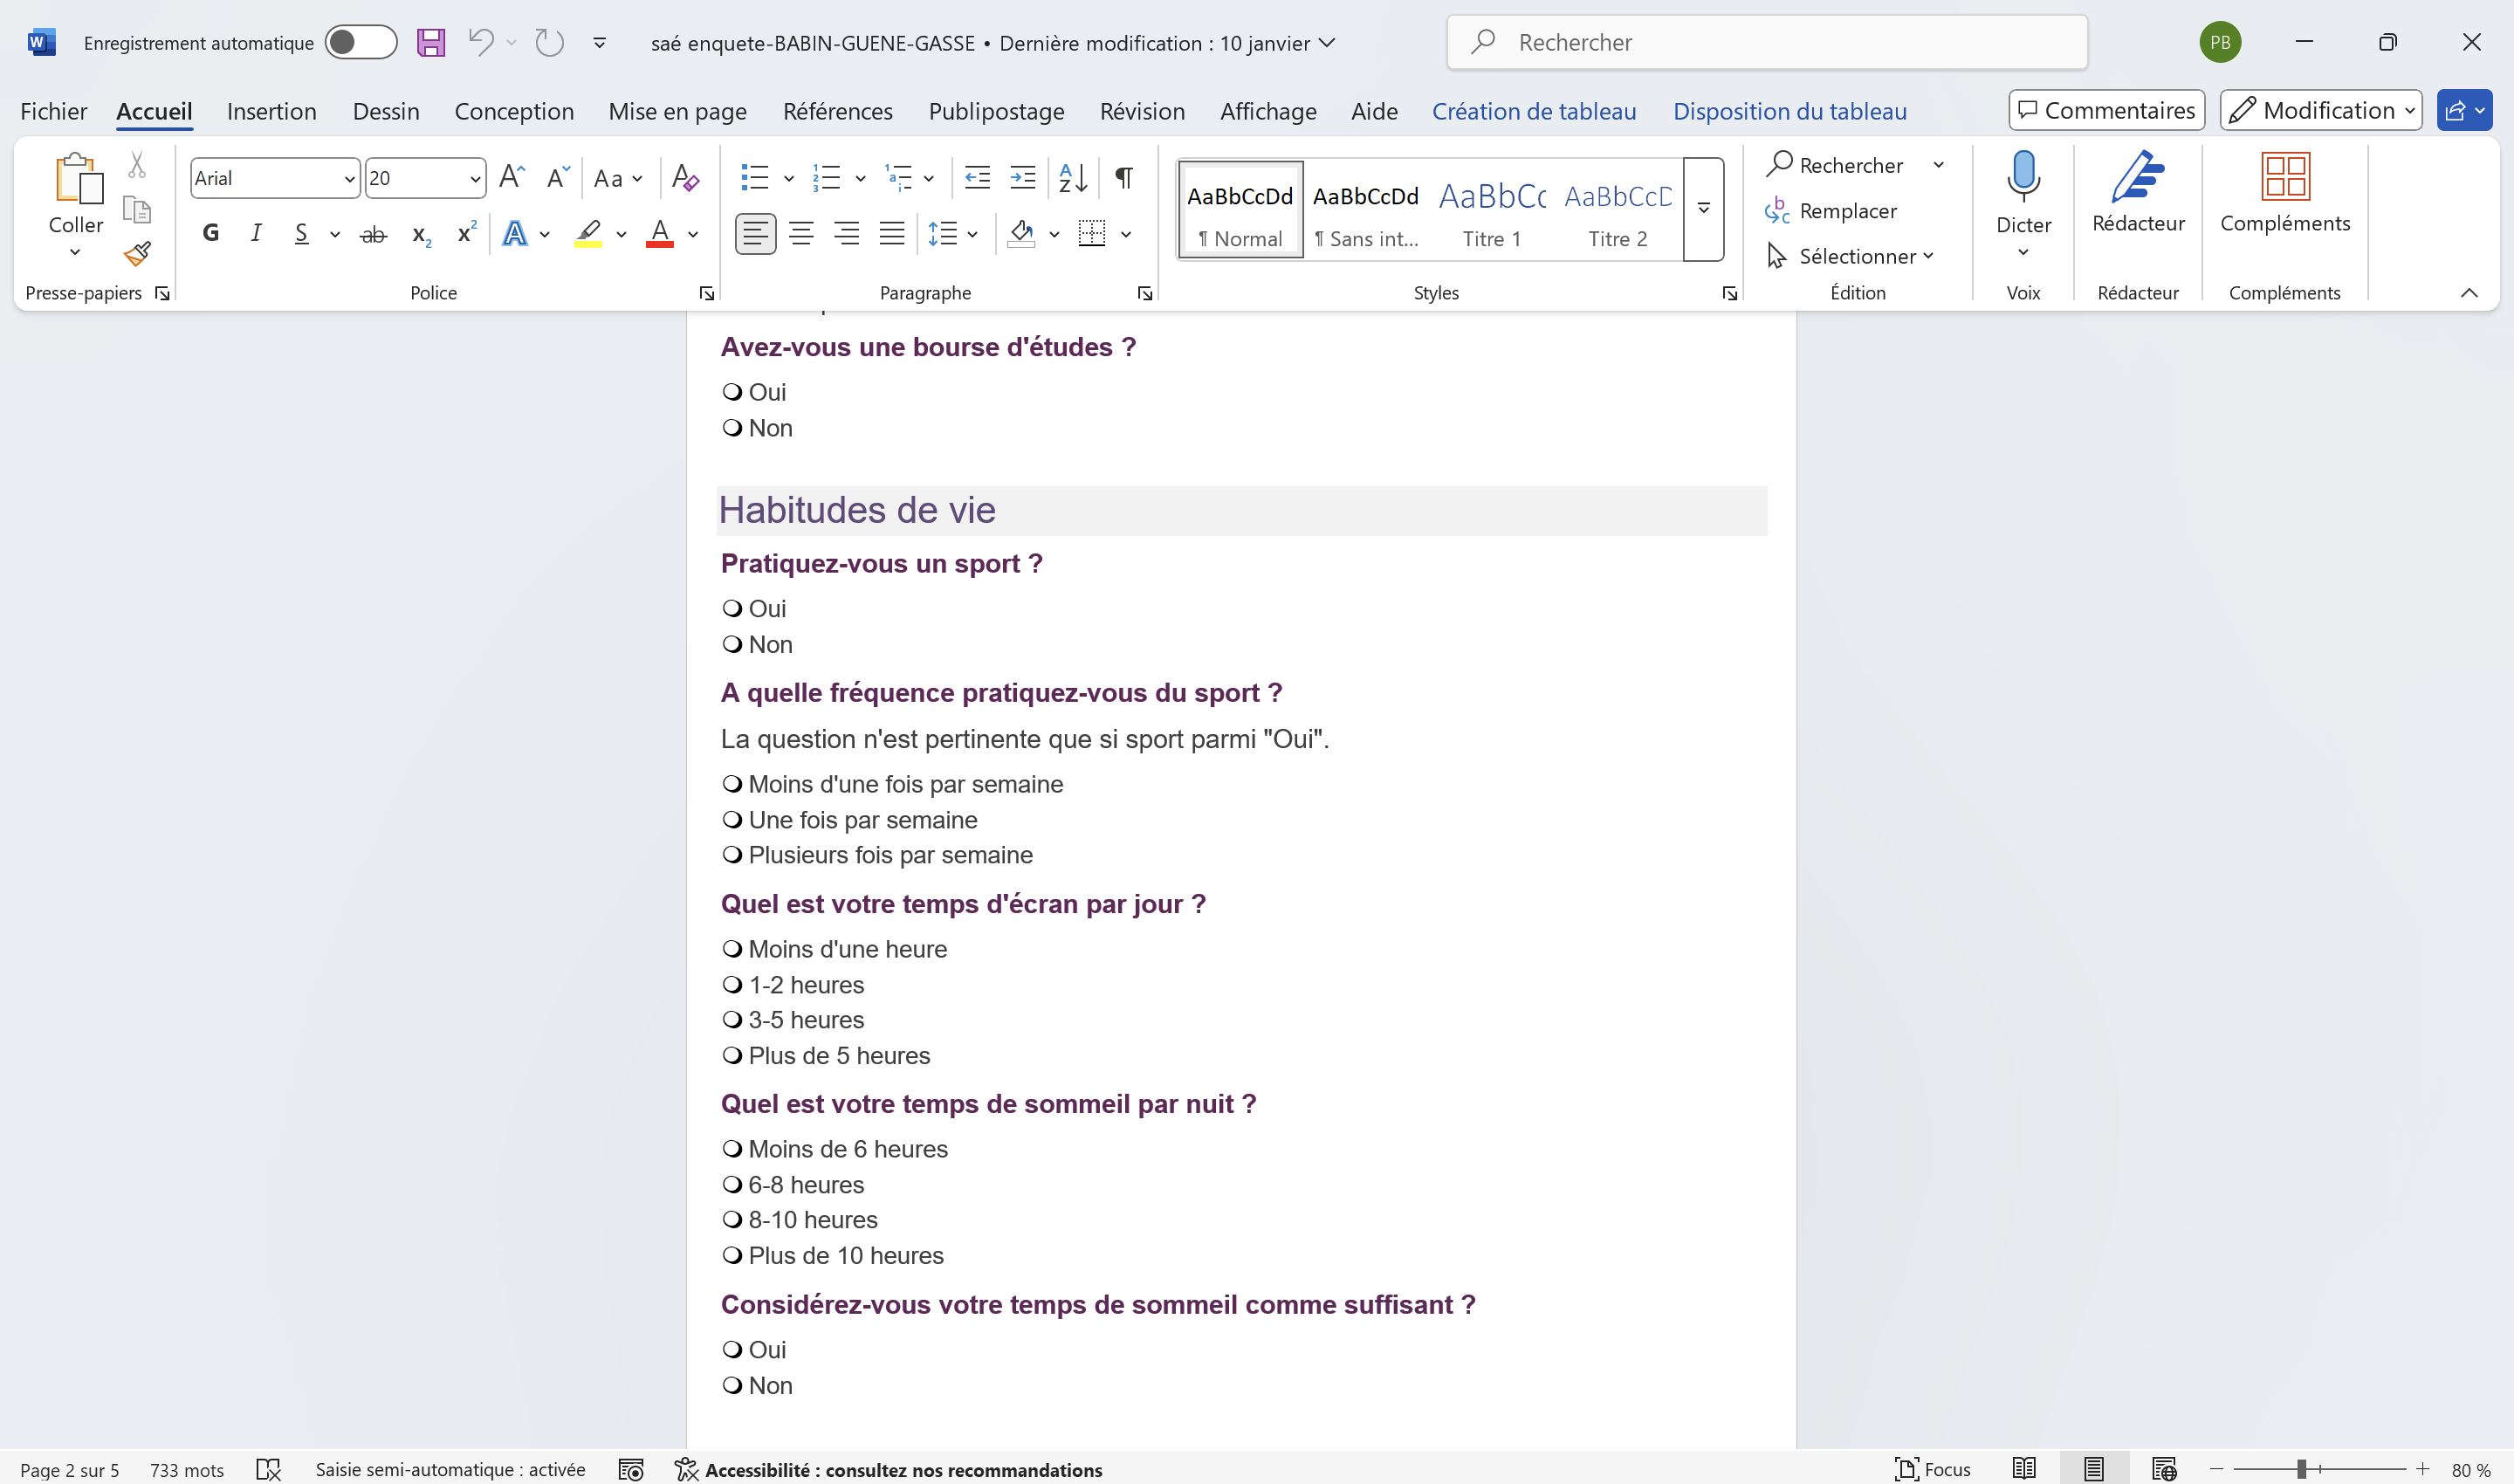 Enregistrement automatique
saé enquete-BABIN-GUENE-GASSE • Dernière modification : 10 janvier
Rechercher
PB
Fichier Accueil Insertion Dessin Conception Mise en page Références Publipostage Révision Affichage Aide Création de tableau Disposition du tableau Commentaires Modification
Coller
Presse-papiers
Arial 20
Aa
G I S ab x₂ x² A A
Police
Paragraphe
AaBbCcDd AaBbCcDd AaBbCc AaBbCcD
¶ Normal ¶ Sans int... Titre 1 Titre 2
Styles
Rechercher
Remplacer
Sélectionner
Édition
Dicter
Voix
Rédacteur
Rédacteur
Compléments
Compléments
Avez-vous une bourse d'études ?
Oui
Non
Habitudes de vie
Pratiquez-vous un sport ?
Oui
Non
A quelle fréquence pratiquez-vous du sport ?
La question n'est pertinente que si sport parmi "Oui".
Moins d'une fois par semaine
Une fois par semaine
Plusieurs fois par semaine
Quel est votre temps d'écran par jour ?
Moins d'une heure
1-2 heures
3-5 heures
Plus de 5 heures
Quel est votre temps de sommeil par nuit ?
Moins de 6 heures
6-8 heures
8-10 heures
Plus de 10 heures
Considérez-vous votre temps de sommeil comme suffisant ?
Oui
Non
Page 2 sur 5 733 mots Saisie semi-automatique : activée Accessibilité : consultez nos recommandations Focus 80 %